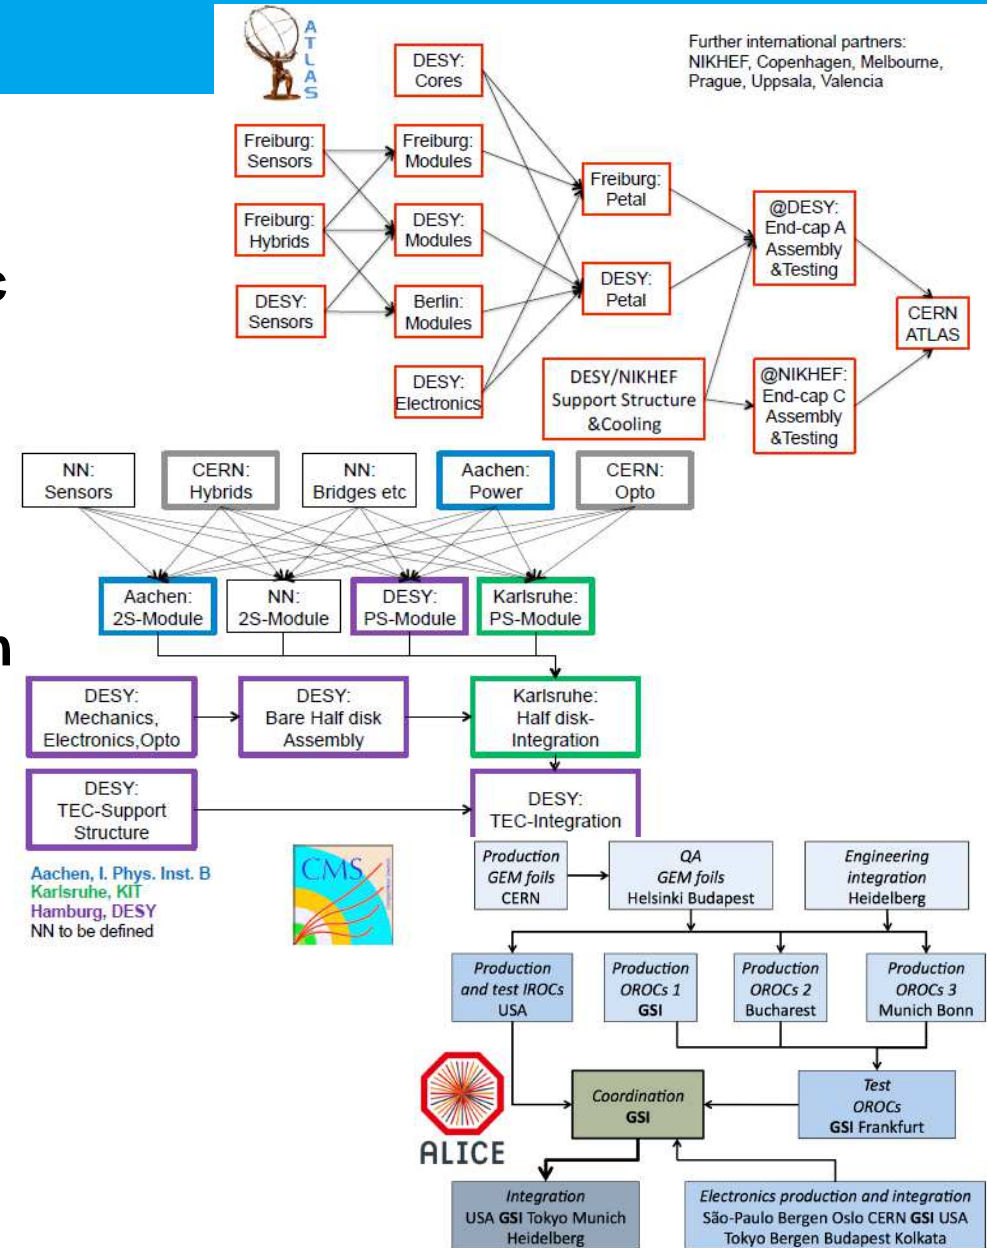 ATLAS
Further international partners:
NIKHEF, Copenhagen, Melbourne,
Prague, Uppsala, Valencia
DESY:
Cores
Freiburg:
Sensors
Freiburg:
Modules
Freiburg:
Petal
Freiburg:
Hybrids
DESY:
Modules
@DESY:
End-cap A
Assembly
&Testing
DESY:
Sensors
Berlin:
Modules
DESY:
Petal
CERN
ATLAS
DESY:
Electronics
DESY/NIKHEF
Support Structure
&Cooling
@NIKHEF:
End-cap C
Assembly
&Testing
c
NN:
Sensors
CERN:
Hybrids
NN:
Bridges etc
Aachen:
Power
CERN:
Opto
Aachen:
2S-Module
NN:
2S-Module
DESY:
PS-Module
Karlsruhe:
PS-Module
n
DESY:
Mechanics,
Electronics,Opto
DESY:
Bare Half disk
Assembly
Karlsruhe:
Half disk-
Integration
DESY:
TEC-Support
Structure
DESY:
TEC-Integration
Aachen, I. Phys. Inst. B
Karlsruhe, KIT
Hamburg, DESY
NN to be defined
CMS
Production
GEM foils
CERN
QA
GEM foils
Helsinki Budapest
Engineering
integration
Heidelberg
Production
and test IROCs
USA
Production
OROCs 1
GSI
Production
OROCs 2
Bucharest
Production
OROCs 3
Munich Bonn
ALICE
Coordination
GSI
Test
OROCs
GSI Frankfurt
Integration
USA GSI Tokyo Munich
Heidelberg
Electronics production and integration
São-Paulo Bergen Oslo CERN GSI USA
Tokyo Bergen Budapest Kolkata